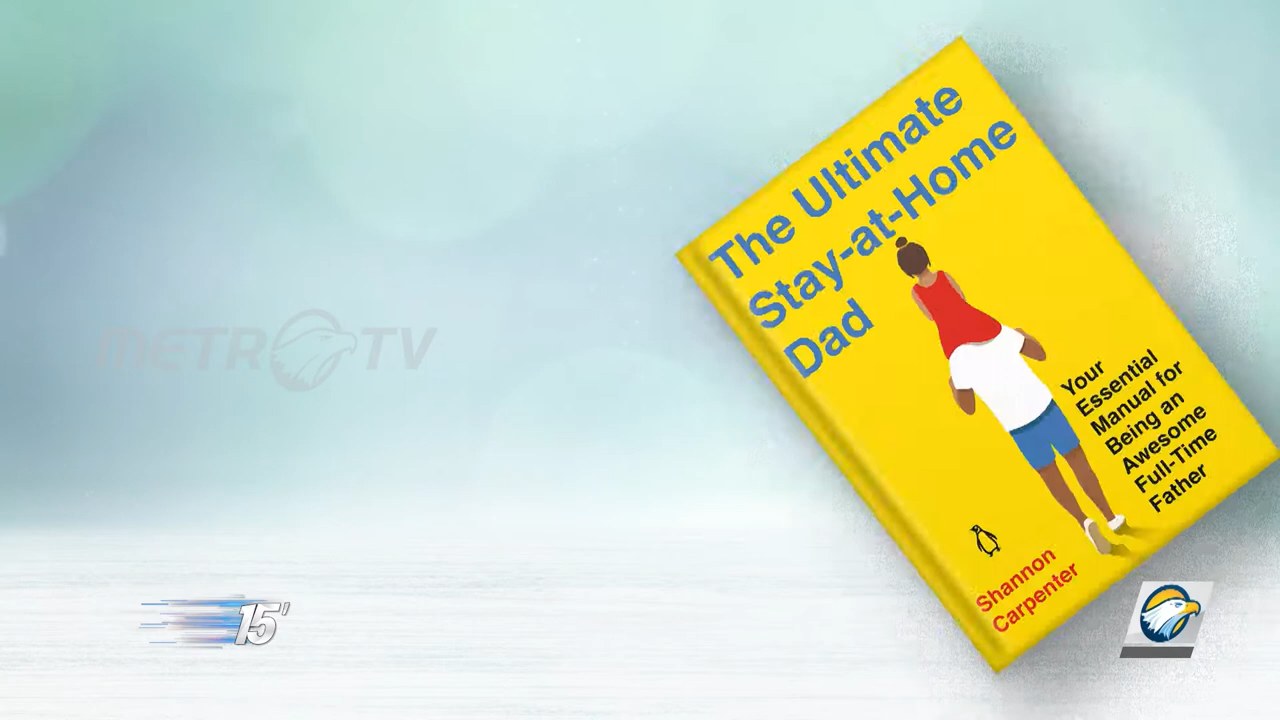 The Ultimate
Stay-at-Home
Dad
Your
Essential
Manual for
Being an
Awesome
Full-Time
Father
Shannon
Carpenter
METRO TV
15'